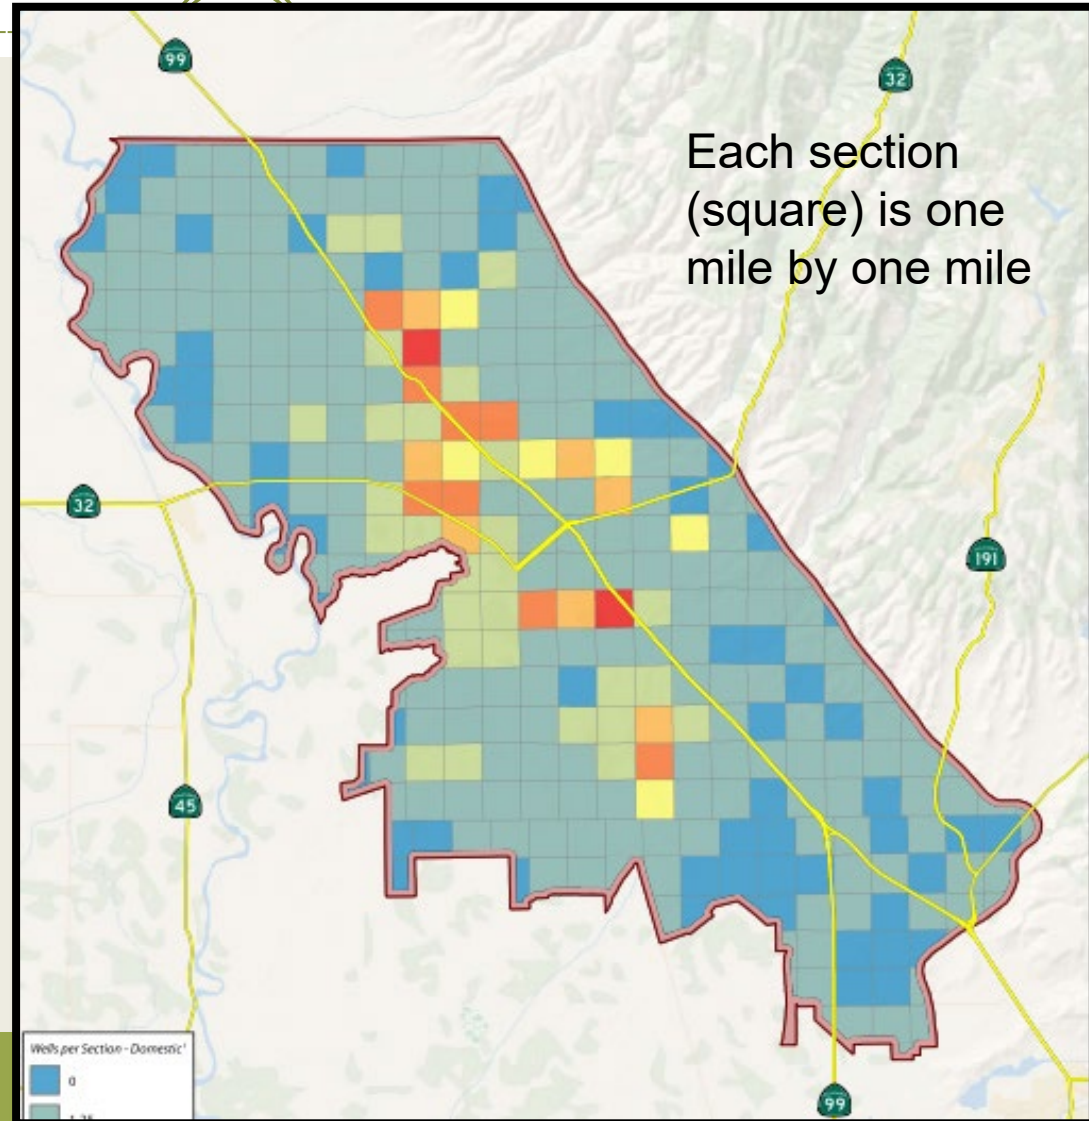 99
32
Each section
(square) is one
mile by one mile
32
191
45
Wells per Section - Domestic¹
0
99